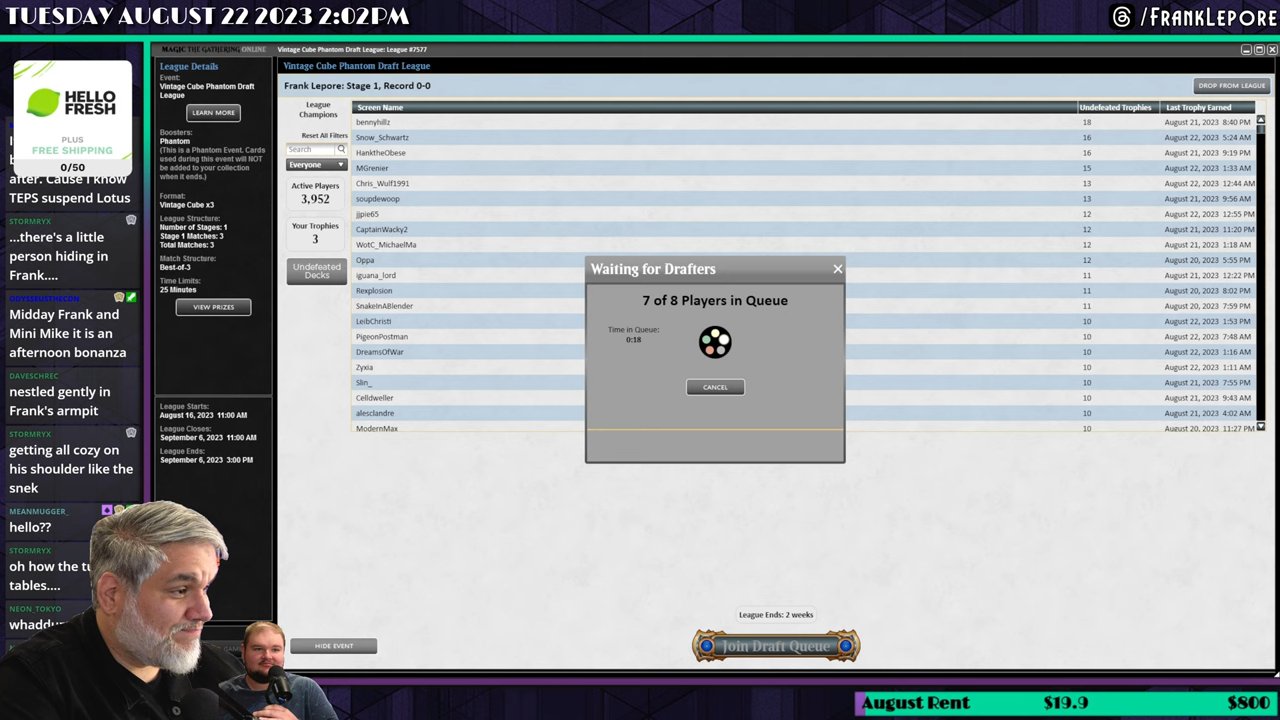 TUESDAY AUGUST 22 2023 2:02PM
/FRANKLEPORE
HELLO
FRESH
PLUS
FREE SHIPPING
0/50
after. Cause I know
TEPS suspend Lotus
STORMRYX
...there's a little
person hiding in
Frank....
ODYSSEUSTHECDN
Midday Frank and
Mini Mike it is an
afternoon bonanza
DAVESCHREC
nestled gently in
Frank's armpit
STORMRYX
getting all cozy on
his shoulder like the
snek
MEANMUGGER_
hello??
STORMRYX
oh how the
tables....
NEON_TOKYO
MAGIC THE GATHERING ONLINE
Vintage Cube Phantom Draft League: League #7577
League Details
Event:
Vintage Cube Phantom Draft
League
LEARN MORE
Boosters:
Phantom
(This is a Phantom Event. Cards
used during this event will NOT
be added to your collection
when it ends.)
Format:
Vintage Cube x3
League Structure:
Number of Stages: 1
Stage 1 Matches: 3
Total Matches: 3
Match Structure:
Best-of-3
Time Limits:
25 Minutes
VIEW PRIZES
League Starts:
August 16, 2023 11:00 AM
League Closes:
September 6, 2023 11:00 AM
League Ends:
September 6, 2023 3:00 PM
Vintage Cube Phantom Draft League
Frank Lepore: Stage 1, Record 0-0
DROP FROM LEAGUE
League
Champions
Reset All Filters
Search
Everyone
Active Players
3,952
Your Trophies
3
Undefeated
Decks
Screen Name Undefeated Trophies Last Trophy Earned
bennyhillz 18 August 21, 2023 8:40 PM
Snow_Schwartz 16 August 22, 2023 5:24 AM
HanktheObese 16 August 21, 2023 9:19 PM
MGrenier 15 August 22, 2023 1:33 AM
Chris_Wulf1991 13 August 22, 2023 12:44 AM
soupdewoop 13 August 21, 2023 9:56 AM
jjpie65 12 August 22, 2023 12:55 PM
CaptainWacky2 12 August 21, 2023 11:20 PM
WotC_MichaelMa 12 August 21, 2023 1:18 AM
Oppa 12 August 20, 2023 5:55 PM
iguana_lord 11 August 21, 2023 12:22 PM
Rexplosion 11 August 20, 2023 8:02 PM
SnakeInABlender 11 August 20, 2023 7:59 PM
LeibChristi 10 August 22, 2023 1:53 PM
PigeonPostman 10 August 22, 2023 7:48 AM
DreamsOfWar 10 August 22, 2023 1:16 AM
Zyxia 10 August 22, 2023 1:11 AM
Slin_ 10 August 21, 2023 7:55 PM
Celldweller 10 August 21, 2023 9:43 AM
alesclandre 10 August 21, 2023 4:02 AM
ModernMax 10 August 20, 2023 11:27 PM
Waiting for Drafters
7 of 8 Players in Queue
Time in Queue:
0:18
CANCEL
League Ends: 2 weeks
Join Draft Queue
HIDE EVENT
August Rent $19.9 $800